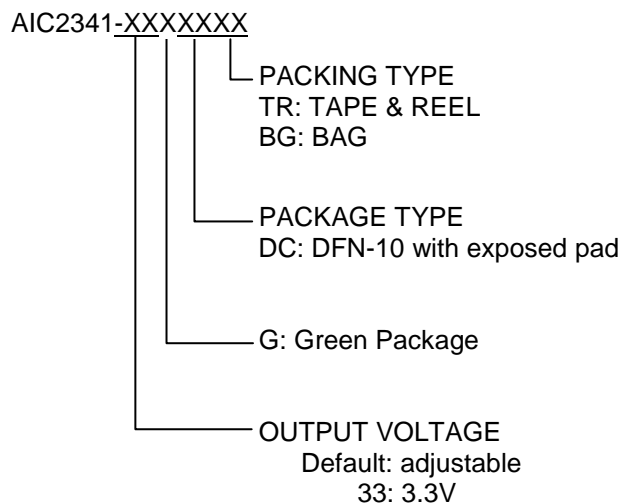 AIC2341-XXXXXXX
PACKING TYPE
TR: TAPE & REEL
BG: BAG
PACKAGE TYPE
DC: DFN-10 with exposed pad
G: Green Package
OUTPUT VOLTAGE
Default: adjustable
33: 3.3V